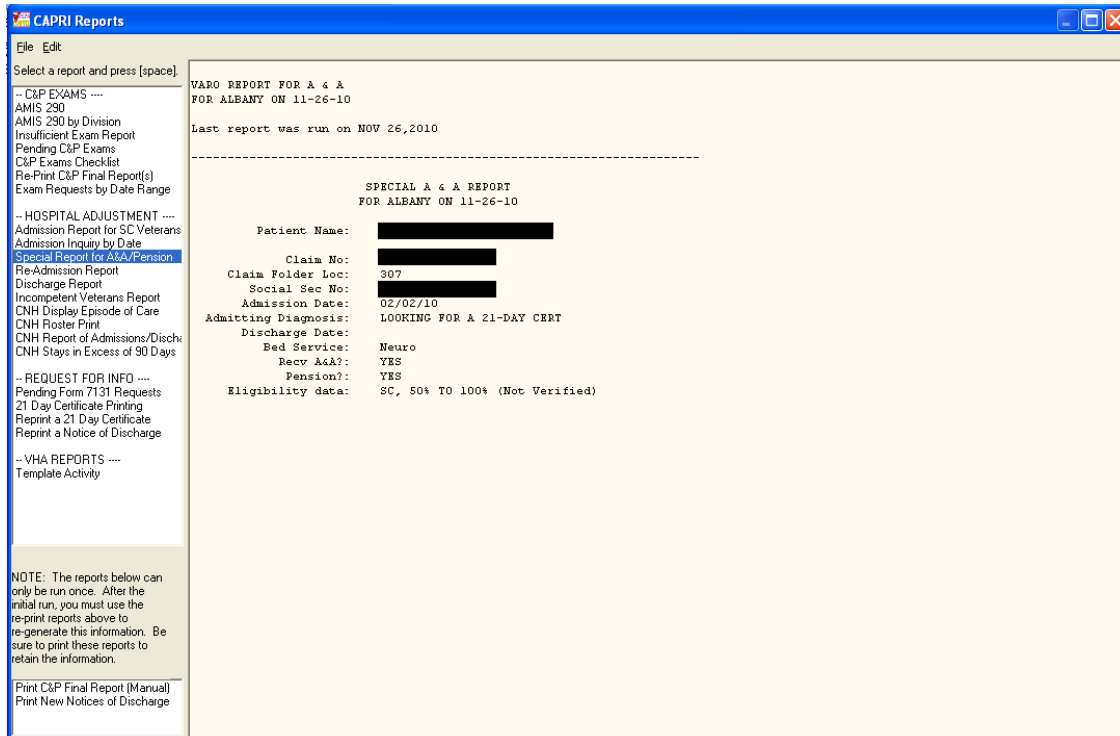 CAPRI Reports
File Edit
Select a report and press [space].
-- C&P EXAMS ----
AMIS 290
AMIS 290 by Division
Insufficient Exam Report
Pending C&P Exams
C&P Exams Checklist
Re-Print C&P Final Report(s)
Exam Requests by Date Range
-- HOSPITAL ADJUSTMENT ----
Admission Report for SC Veterans
Admission Inquiry by Date
Special Report for A&A/Pension
Re-Admission Report
Discharge Report
Incompetent Veterans Report
CNH Display Episode of Care
CNH Roster Print
CNH Report of Admissions/Discha
CNH Stays in Excess of 90 Days
-- REQUEST FOR INFO ----
Pending Form 7131 Requests
21 Day Certificate Printing
Reprint a 21 Day Certificate
Reprint a Notice of Discharge
-- VHA REPORTS ----
Template Activity
NOTE: The reports below can
only be run once. After the
initial run, you must use the
re-print reports above to
re-generate this information. Be
sure to print these reports to
retain the information.
Print C&P Final Report (Manual)
Print New Notices of Discharge
VARO REPORT FOR A & A
FOR ALBANY ON 11-26-10
Last report was run on NOV 26,2010
----------------------------------------------------------------------
SPECIAL A & A REPORT
FOR ALBANY ON 11-26-10
Patient Name:
Claim No:
Claim Folder Loc: 307
Social Sec No:
Admission Date: 02/02/10
Admitting Diagnosis: LOOKING FOR A 21-DAY CERT
Discharge Date:
Bed Service: Neuro
Recv A&A?: YES
Pension?: YES
Eligibility data: SC, 50% TO 100% (Not Verified)